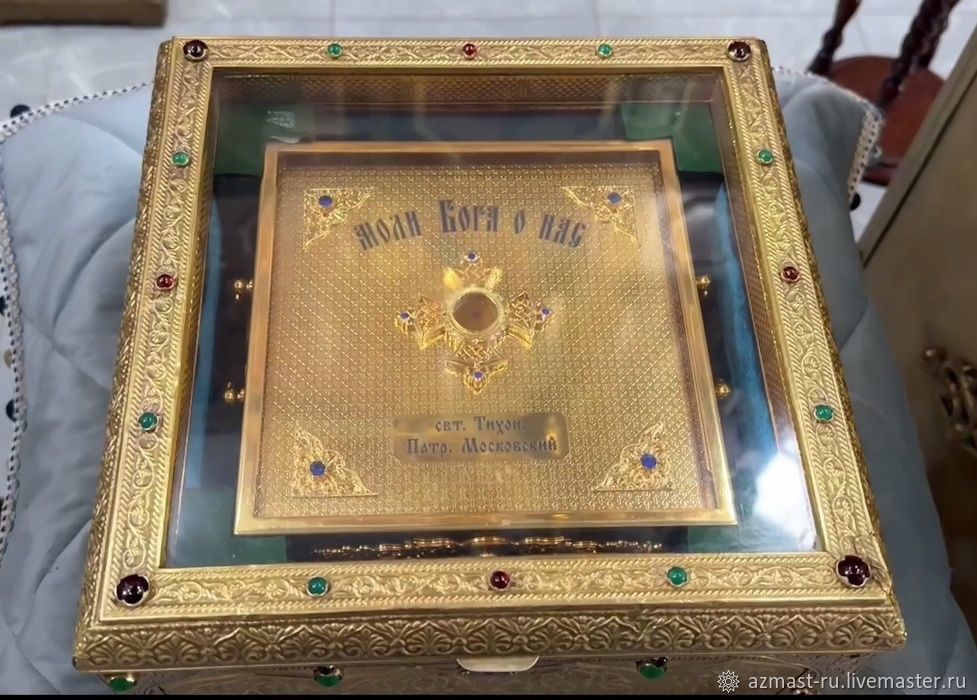 моли Бога о нас
свт. Тихон,
Патр. Московский
azmast-ru.livemaster.ru